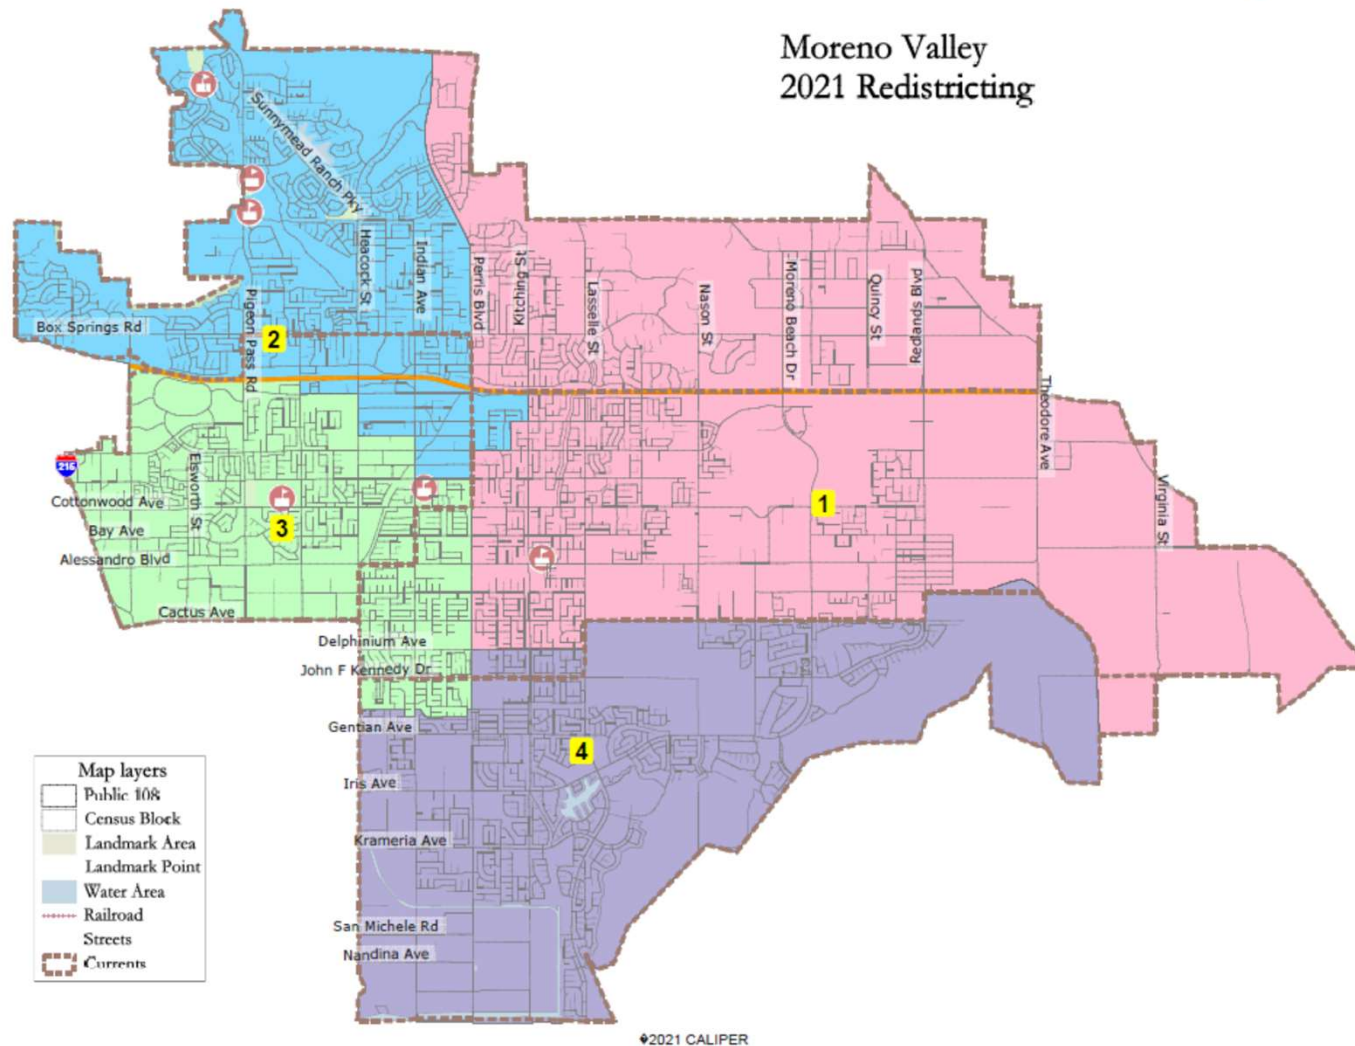 Moreno Valley
2021 Redistricting
Sunnymead Ranch Pky
Heacock St
Indian Ave
Perris Blvd
Kitching St
Lasselle St
Nason St
Moreno Beach Dr
Quincy St
Redlands Blvd
Box Springs Rd
Pigeon Pass Rd
2
Theodore Ave
216
Elsworth St
Cottonwood Ave
1
Virginia St
3
Bay Ave
Alessandro Blvd
Cactus Ave
Delphinium Ave
John F Kennedy Dr
Gentian Ave
4
Iris Ave
Krameria Ave
San Michele Rd
Nandina Ave
Map layers
Public 108
Census Block
Landmark Area
Landmark Point
Water Area
Railroad
Streets
Currents
�2021 CALIPER